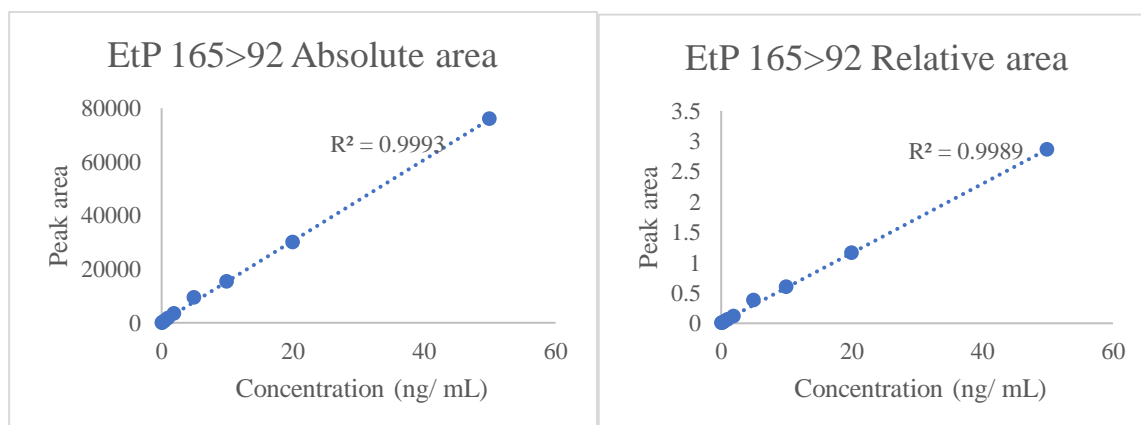 EtP 165>92 Absolute area
80000
60000
40000
20000
0
R² = 0.9993
Peak area
0
20
40
60
Concentration (ng/ mL)
EtP 165>92 Relative area
3.5
3
2.5
2
1.5
1
0.5
0
R² = 0.9989
Peak area
0
20
40
60
Concentration (ng/ mL)